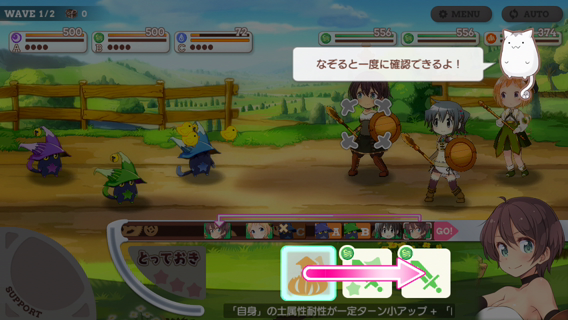 WAVE 1/2 0
MENU
AUTO
500
A
500
B
72
C
556
556
374
なぞると一度に確認できるよ！
GO!
とっておき
SUPPORT
「自身」の土属性耐性が一定ターン小アップ + 「